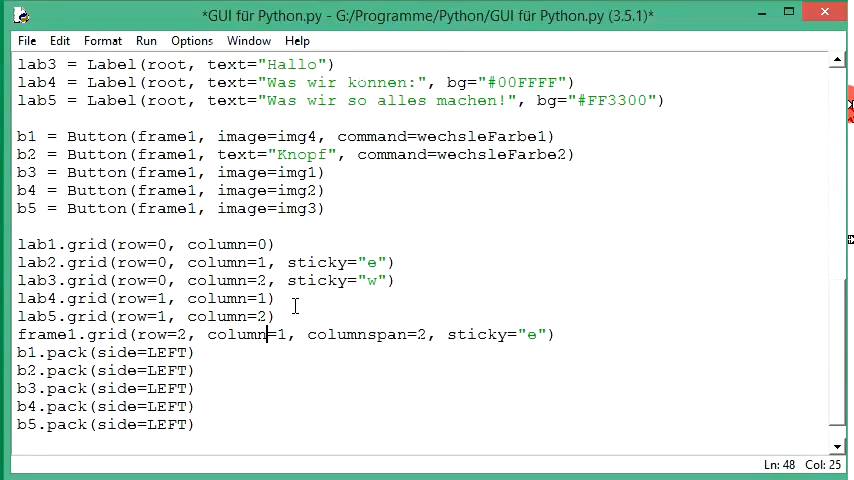 *GUI für Python.py - G:/Programme/Python/GUI für Python.py (3.5.1)*
File Edit Format Run Options Window Help
lab3 = Label(root, text="Hallo")
lab4 = Label(root, text="Was wir konnen:", bg="#00FFFF")
lab5 = Label(root, text="Was wir so alles machen!", bg="#FF3300")
b1 = Button(frame1, image=img4, command=wechsleFarbe1)
b2 = Button(frame1, text="Knopf", command=wechsleFarbe2)
b3 = Button(frame1, image=img1)
b4 = Button(frame1, image=img2)
b5 = Button(frame1, image=img3)
lab1.grid(row=0, column=0)
lab2.grid(row=0, column=1, sticky="e")
lab3.grid(row=0, column=2, sticky="w")
lab4.grid(row=1, column=1)
lab5.grid(row=1, column=2)
frame1.grid(row=2, column=1, columnspan=2, sticky="e")
b1.pack(side=LEFT)
b2.pack(side=LEFT)
b3.pack(side=LEFT)
b4.pack(side=LEFT)
b5.pack(side=LEFT)
Ln: 48 Col: 25